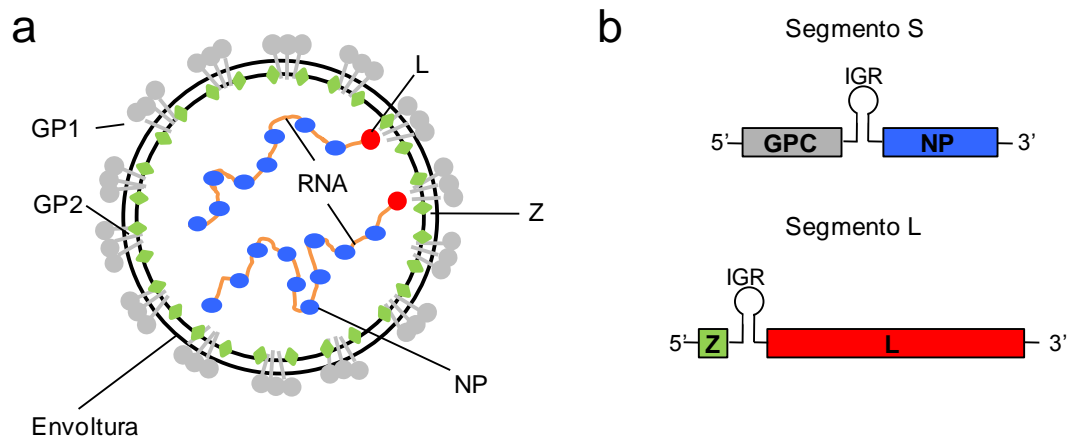 a
L
GP1
RNA
GP2
Z
NP
Envoltura
b
Segmento S
IGR
5’ GPC NP 3’
Segmento L
IGR
5’ Z L 3’